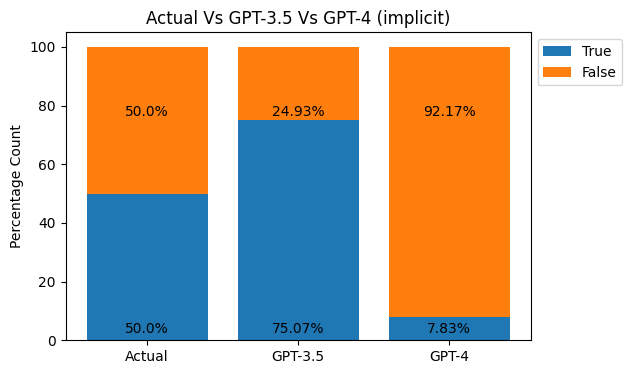 Actual Vs GPT-3.5 Vs GPT-4 (implicit)
True
False
Percentage Count
100
80
60
40
20
0
50.0%
24.93%
92.17%
50.0%
75.07%
7.83%
Actual
GPT-3.5
GPT-4